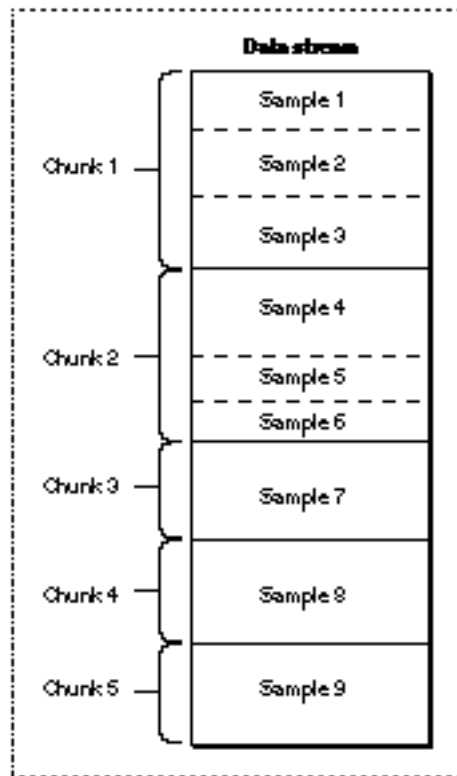 Data stream
Sample 1
Chunk 1
Sample 2
Sample 3
Sample 4
Chunk 2
Sample 5
Sample 6
Chunk 3
Sample 7
Chunk 4
Sample 8
Chunk 5
Sample 9